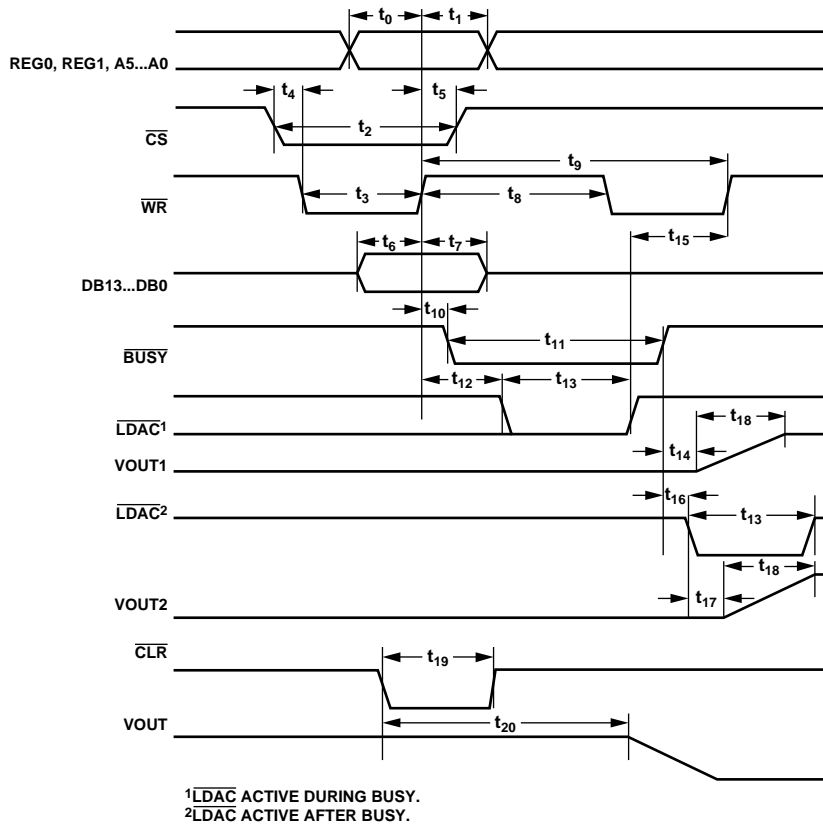 t0 t1
REG0, REG1, A5...A0
t4 t5
t2
CS
t9
WR t3 t8
t15
t6 t7
DB13...DB0
t10
t11
BUSY
t12 t13
LDAC1
t18
VOUT1 t14
t16
LDAC2 t13
t18
t17
VOUT2
CLR
t19
VOUT t20
1LDAC ACTIVE DURING BUSY.
2LDAC ACTIVE AFTER BUSY.